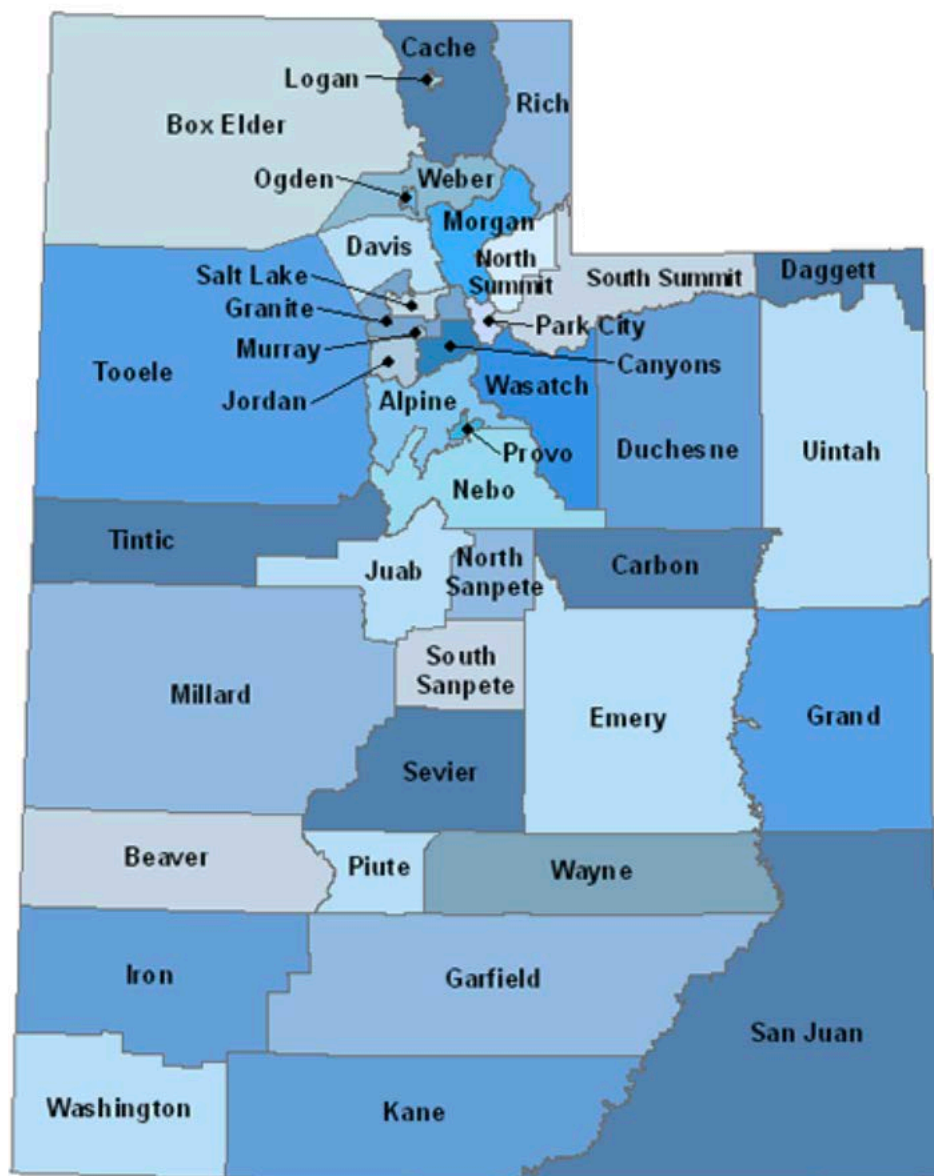 Cache
Logan
Rich
Box Elder
Ogden
Weber
Morgan
Davis
North
Summit
South Summit
Daggett
Salt Lake
Granite
Park City
Murray
Canyons
Tooele
Jordan
Alpine
Wasatch
Provo
Duchesne
Uintah
Nebo
Tintic
Juab
North
Sanpete
Carbon
South
Sanpete
Millard
Emery
Grand
Sevier
Beaver
Piute
Wayne
Iron
Garfield
San Juan
Washington
Kane